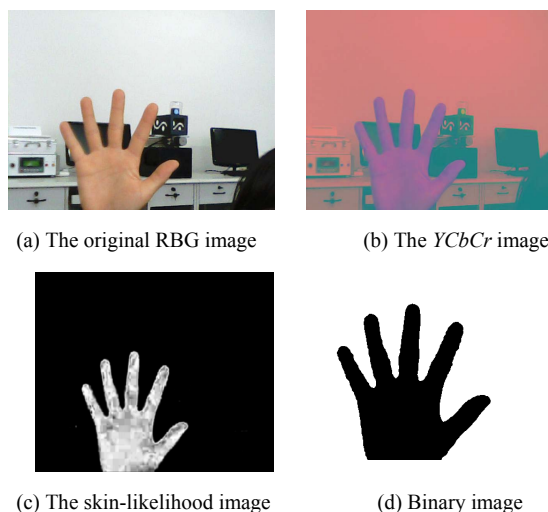 (a) The original RBG image
(b) The YCbCr image
(c) The skin-likelihood image
(d) Binary image